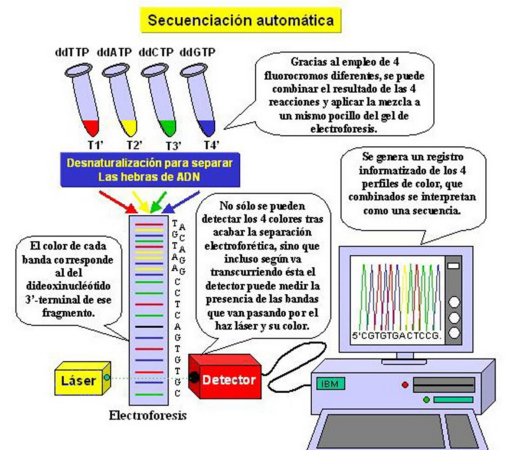 Secuenciación automática
ddTTP ddATP ddCTP ddGTP
T1' T2' T3' T4'
Gracias al empleo de 4
fluorocromos diferentes, se puede
combinar el resultado de las 4
reacciones y aplicar la mezcla a
un mismo pocillo del gel de
electroforesis.
Desnaturalización para separar
Las hebras de ADN
Se genera un registro
informatizado de los 4
perfiles de color, que
combinados se interpretan
como una secuencia.
No sólo se pueden
detectar los 4 colores tras
acabar la separación
electroforética, sino que
incluso según va
transcurriendo ésta el
detector puede medir la
presencia de las bandas
que van pasando por el
haz láser y su color.
El color de cada
banda corresponde
al del
dideoxinucleótido
3'-terminal de ese
fragmento.
T
A
G
C
T
A
A
G
A
G
C
C
T
C
A
G
T
G
T
G
C
5'CGTGTGACTCCG.
Láser
Detector
IBM
Electroforesis